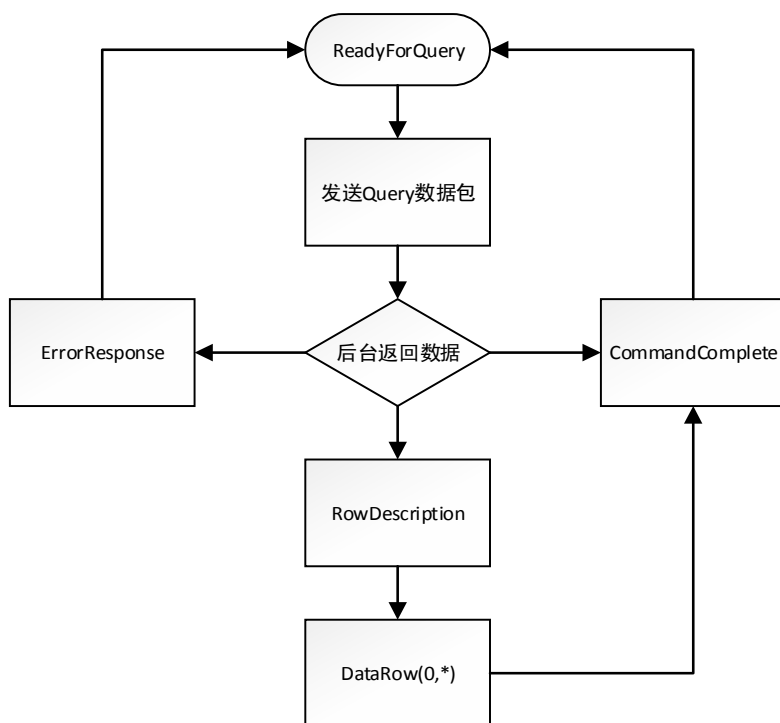 ReadyForQuery
发送Query数据包
ErrorResponse
后台返回数据
CommandComplete
RowDescription
DataRow(0,*)